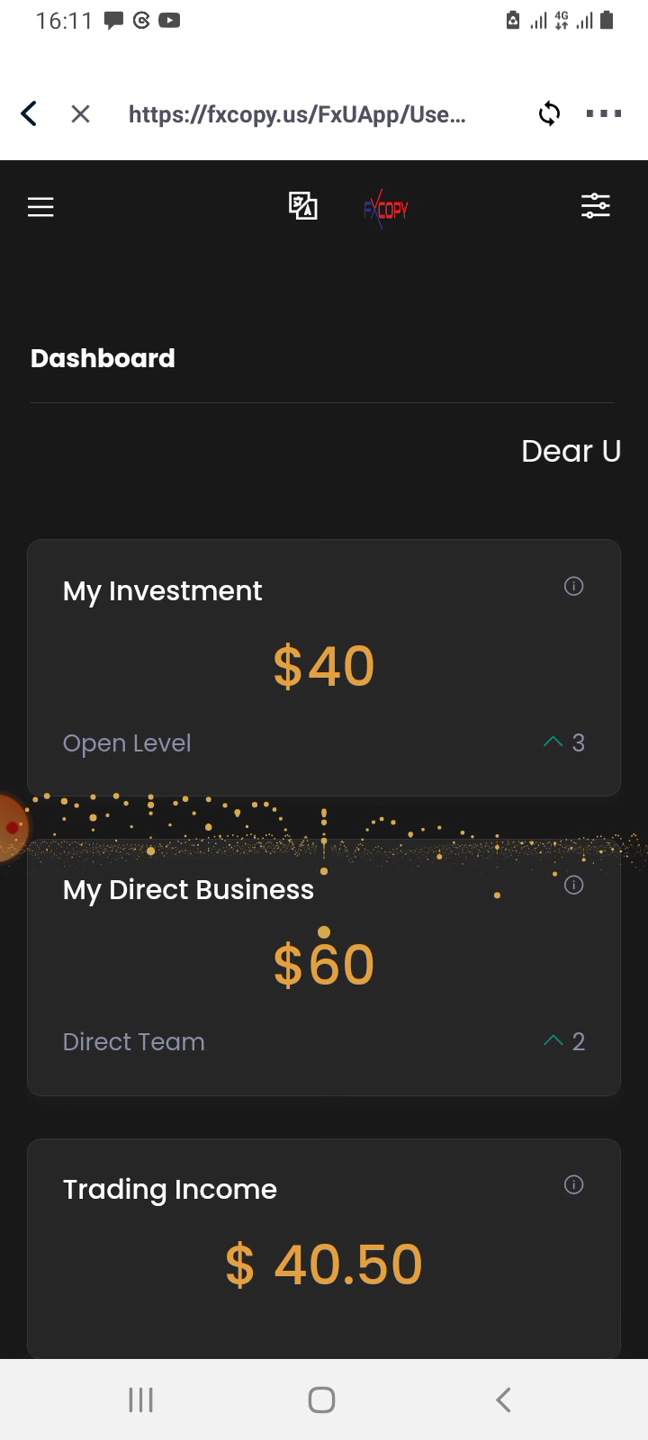 16:11
4G
https://fxcopy.us/FxUApp/Use...
FXCOPY
Dashboard
Dear U
My Investment
$40
Open Level
3
My Direct Business
$60
Direct Team
2
Trading Income
$ 40.50